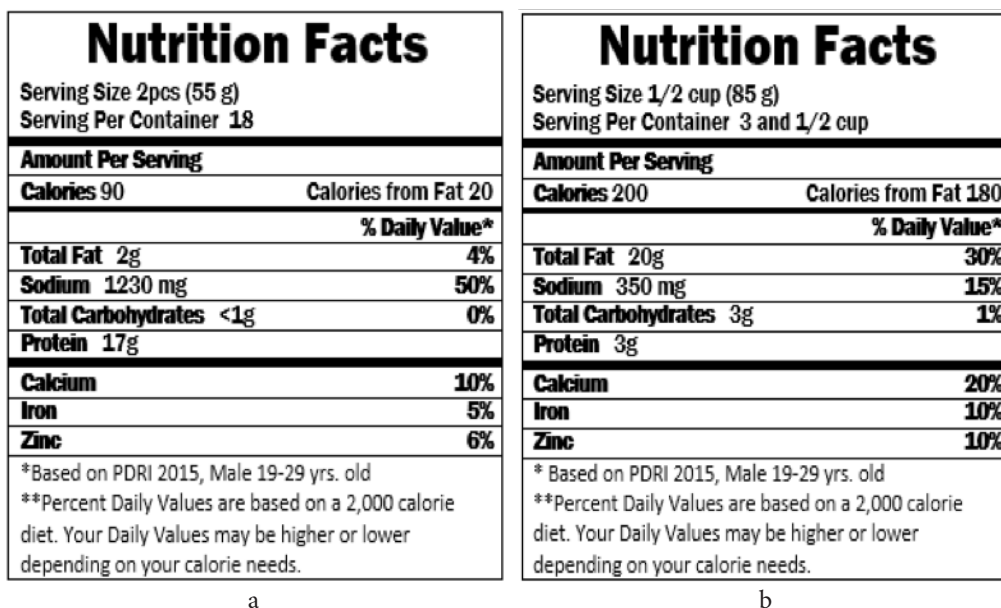 Nutrition Facts
Serving Size 2pcs (55 g)
Serving Per Container 18
Amount Per Serving
Calories 90 Calories from Fat 20
% Daily Value*
Total Fat 2g 4%
Sodium 1230 mg 50%
Total Carbohydrates <1g 0%
Protein 17g
Calcium 10%
Iron 5%
Zinc 6%
*Based on PDRI 2015, Male 19-29 yrs. old
**Percent Daily Values are based on a 2,000 calorie
diet. Your Daily Values may be higher or lower
depending on your calorie needs.
a
Nutrition Facts
Serving Size 1/2 cup (85 g)
Serving Per Container 3 and 1/2 cup
Amount Per Serving
Calories 200 Calories from Fat 180
% Daily Value*
Total Fat 20g 30%
Sodium 350 mg 15%
Total Carbohydrates 3g 1%
Protein 3g
Calcium 20%
Iron 10%
Zinc 10%
* Based on PDRI 2015, Male 19-29 yrs. old
**Percent Daily Values are based on a 2,000 calorie
diet. Your Daily Values may be higher or lower
depending on your calorie needs.
b